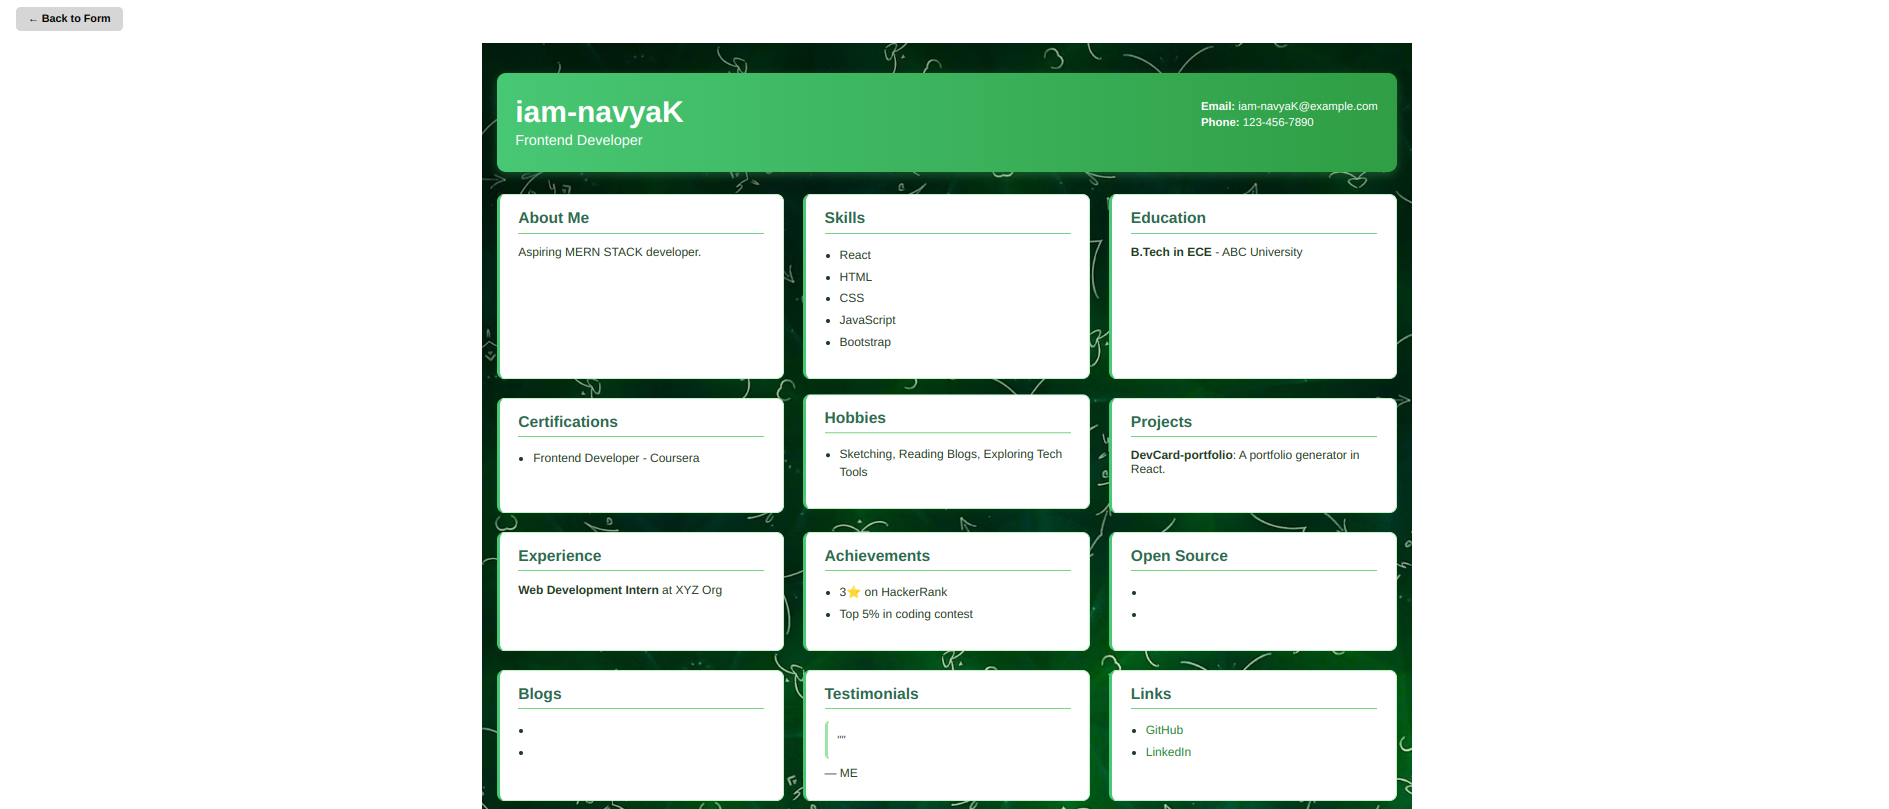 ← Back to Form
iam-navyaK
Frontend Developer
Email: iam-navyaK@example.com
Phone: 123-456-7890
About Me
Aspiring MERN STACK developer.
Skills
React
HTML
CSS
JavaScript
Bootstrap
Education
B.Tech in ECE - ABC University
Certifications
Frontend Developer - Coursera
Hobbies
Sketching, Reading Blogs, Exploring Tech
Tools
Projects
DevCard-portfolio: A portfolio generator in
React.
Experience
Web Development Intern at XYZ Org
Achievements
3⭐ on HackerRank
Top 5% in coding contest
Open Source
Blogs
Testimonials
""
— ME
Links
GitHub
LinkedIn